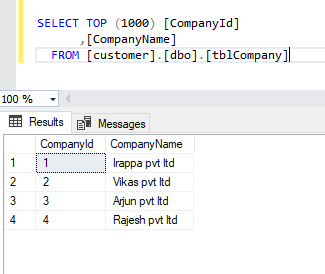 SELECT TOP (1000) [CompanyId]
,[CompanyName]
FROM [customer].[dbo].[tblCompany]
100 %
Results Messages
CompanyId CompanyName
1 1 Irappa pvt ltd
2 2 Vikas pvt ltd
3 3 Arjun pvt ltd
4 4 Rajesh pvt ltd